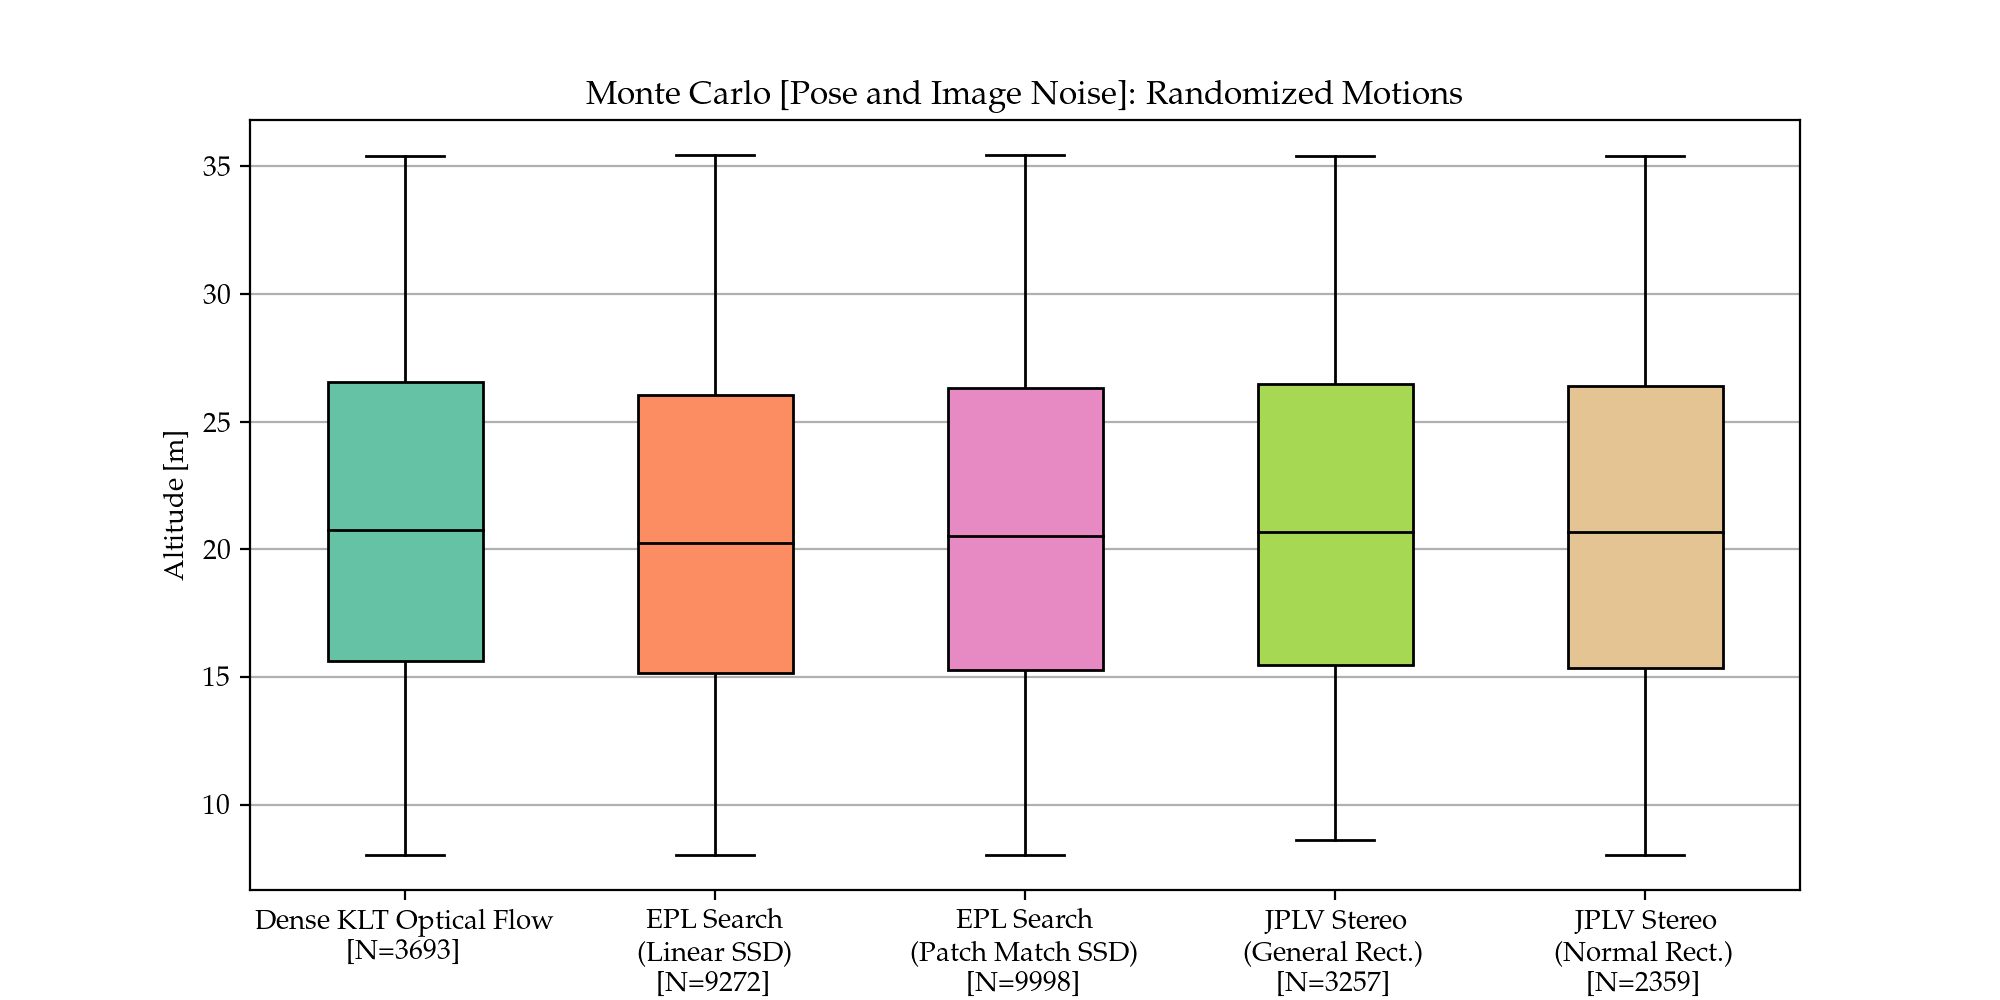 Monte Carlo [Pose and Image Noise]: Randomized Motions
Altitude [m]
35
30
25
20
15
10
Dense KLT Optical Flow
[N=3693]
EPL Search
(Linear SSD)
[N=9272]
EPL Search
(Patch Match SSD)
[N=9998]
JPLV Stereo
(General Rect.)
[N=3257]
JPLV Stereo
(Normal Rect.)
[N=2359]